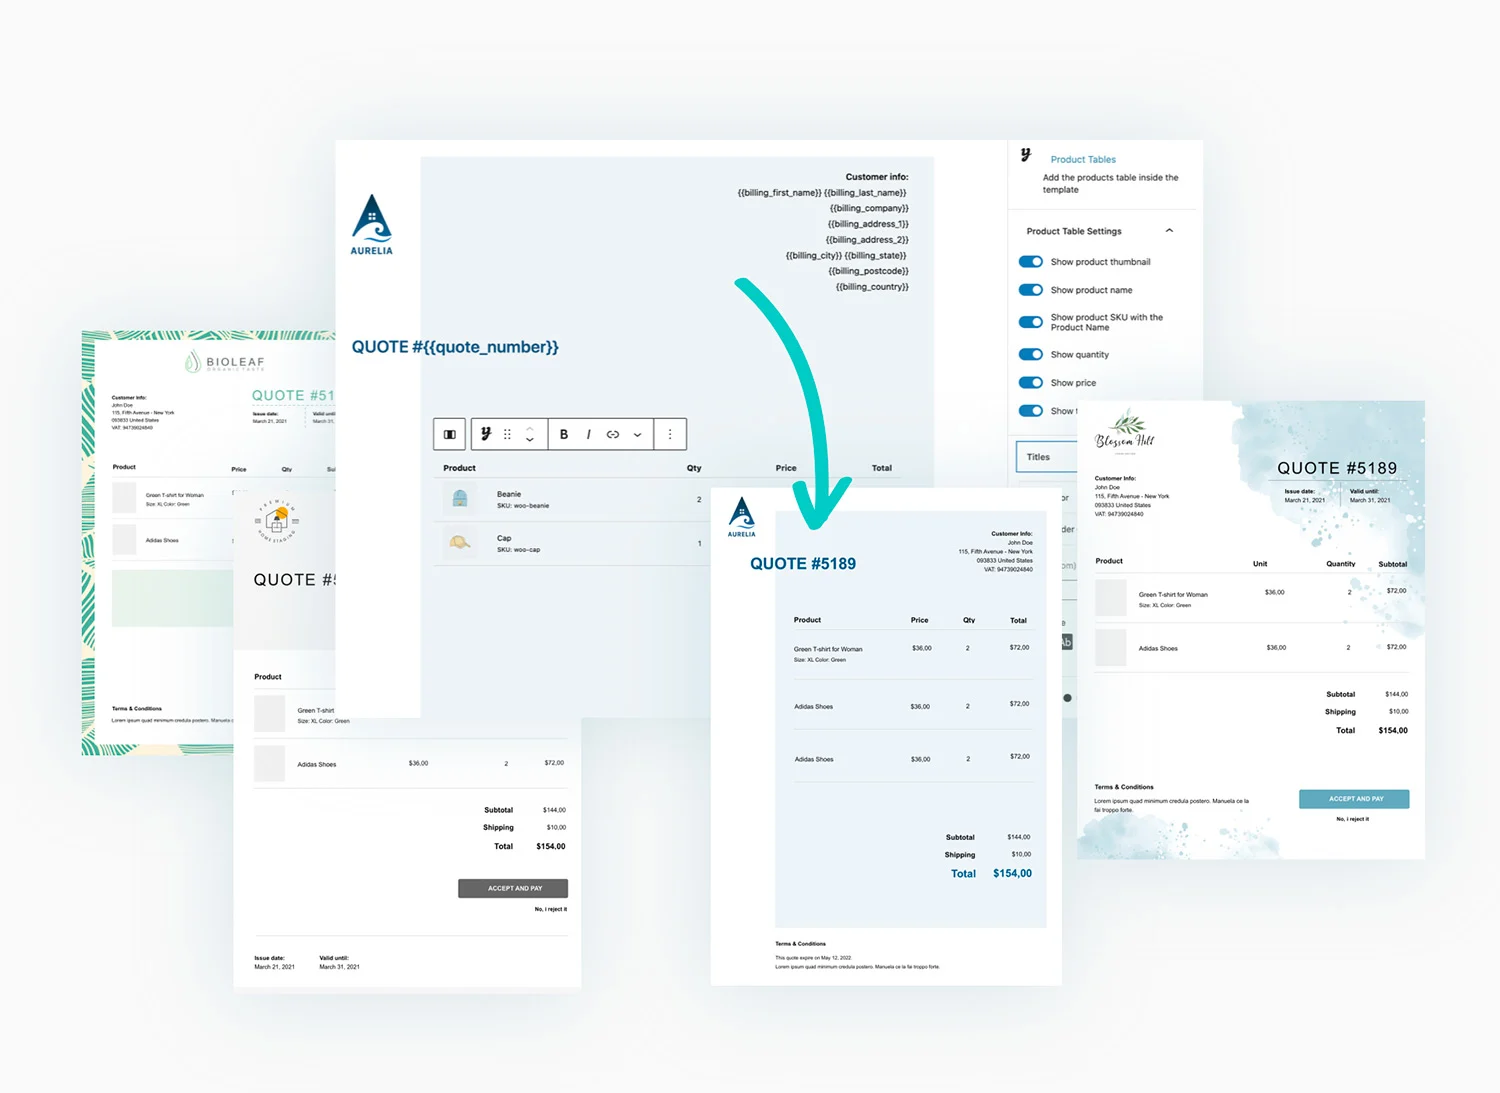 Customer info:
{{billing_first_name}} {{billing_last_name}}
{{billing_company}}
{{billing_address_1}}
{{billing_address_2}}
{{billing_city}} {{billing_state}}
{{billing_postcode}}
{{billing_country}}
AURELIA
QUOTE #{{quote_number}}
B I
Product Qty Price Total
Beanie 2
SKU: woo-beanie
Cap 1
SKU: woo-cap
Product Tables
Add the products table inside the
template
Product Table Settings
Show product thumbnail
Show product name
Show product SKU with the
Product Name
Show quantity
Show price
Show
Titles
BIOLEAF
ORGANIC TASTE
Customer Info:
John Doe
115, Fifth Avenue - New York
093833 United States
VAT: 94739024840
QUOTE #51
Issue date: Valid until
March 21, 2021 March 31,
Product Price Qty Su
Green T-shirt for Woman
Size: XL Color: Green
Adidas Shoes
Terms & Conditions
Lorem ipsum quad minimum credula postero. Manuela c
PREMIUM
HOMESTAGING
QUOTE #5
Product
Green T-shirt
Size: XL Color: Green
Adidas Shoes $36,00 2 $72,00
Subtotal $144,00
Shipping $10,00
Total $154.00
ACCEPT AND PAY
No, i reject it
Issue date: Valid until:
March 21, 2021 March 31, 2021
AURELIA
QUOTE #5189
Customer Info:
John Doe
115, Fifth Avenue - New York
093833 United States
VAT: 94739024840
Product Price Qty Total
Green T-shirt for Woman $36,00 2 $72,00
Size: XL Color: Green
Adidas Shoes $36,00 2 $72,00
Adidas Shoes $36,00 2 $72,00
Subtotal $144,00
Shipping $10,00
Total $154,00
Terms & Conditions
This quote expire on May 12, 2022.
Lorem ipsum quad minimum credula postero. Manuela ce la fai troppo forte.
Blossom Hill
QUOTE #5189
Issue date: Valid until:
March 21, 2021 March 31, 2021
Customer Info:
John Doe
115, Fifth Avenue - New York
093833 United States
VAT: 94739024840
Product Unit Quantity Subtotal
Green T-shirt for Woman $36,00 2 $72,00
Size: XL Color: Green
Adidas Shoes $36,00 2 $72,00
Subtotal $144,00
Shipping $10,00
Total $154.00
Terms & Conditions
Lorem ipsum quad minimum credula postero. Manuela ce la
fai troppo forte.
ACCEPT AND PAY
No, i reject it